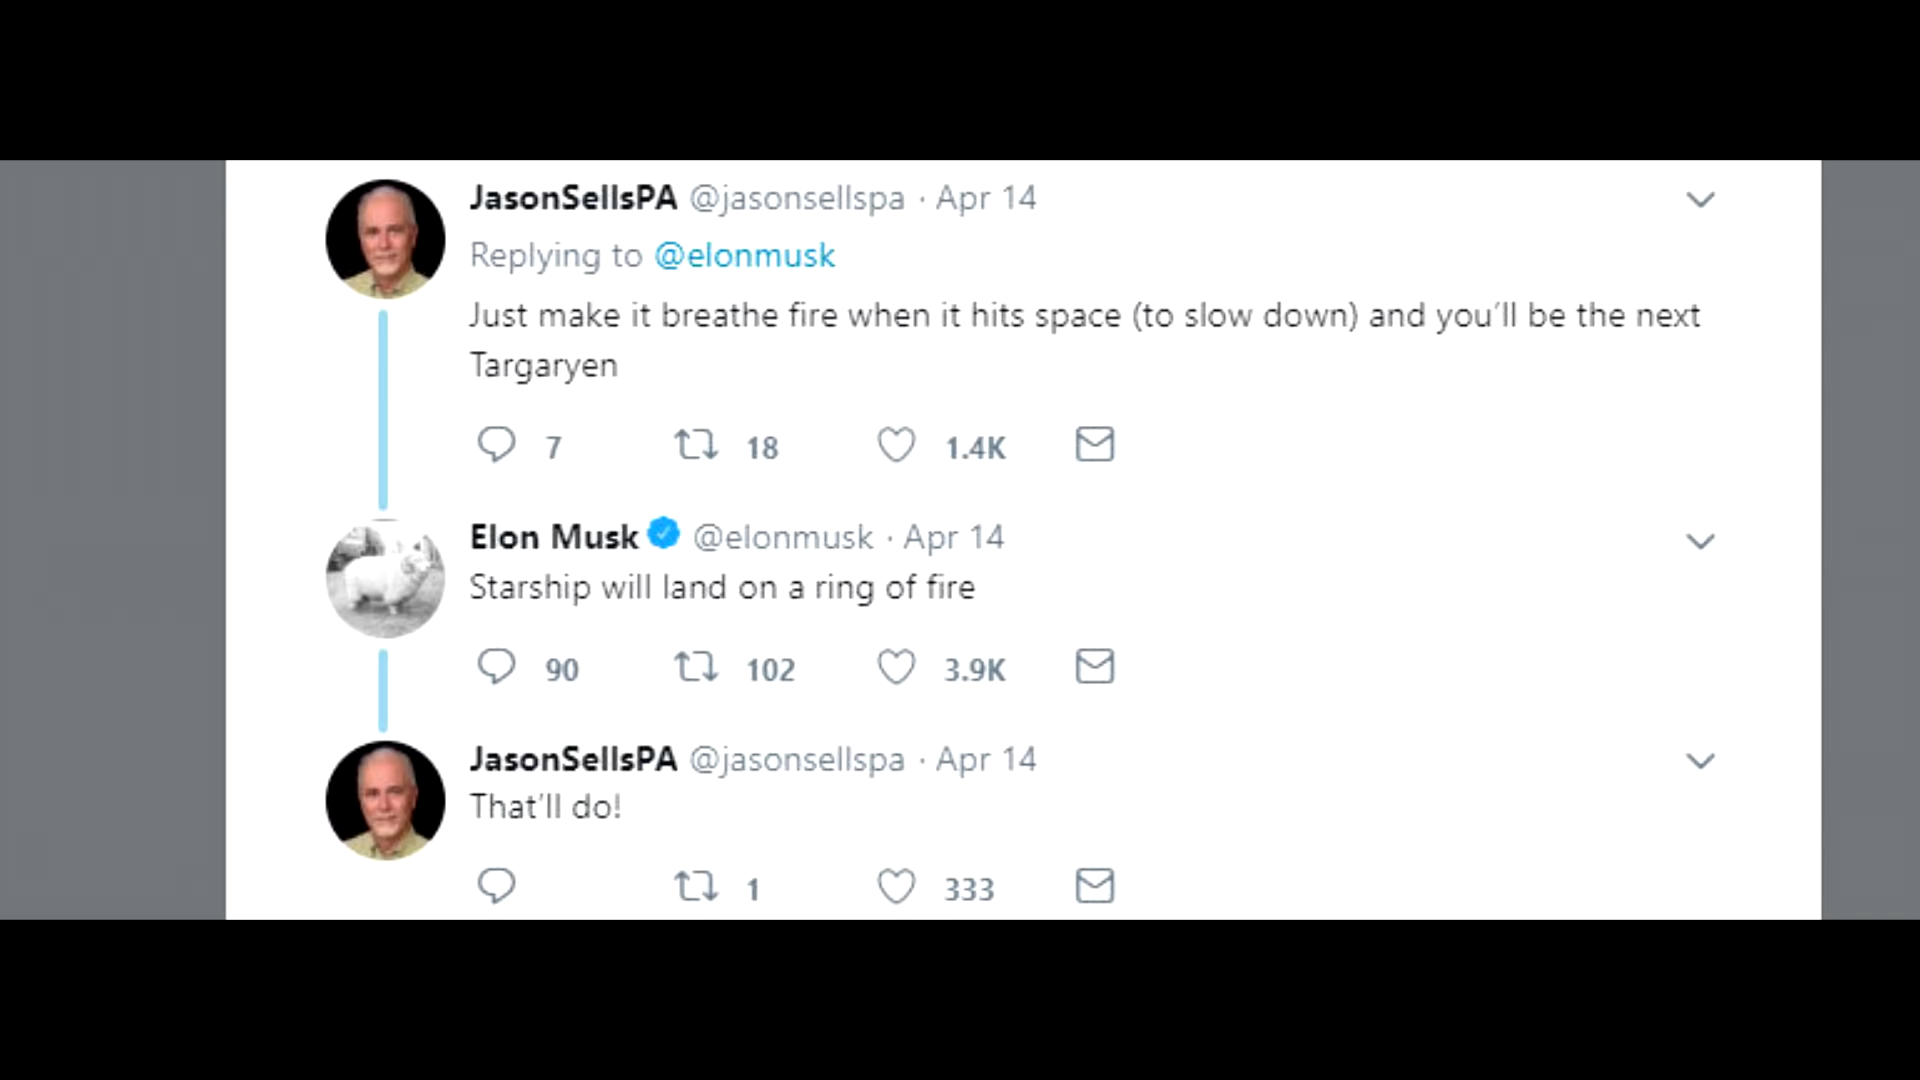 JasonSellsPA @jasonsellspa · Apr 14
Replying to @elonmusk
Just make it breathe fire when it hits space (to slow down) and you’ll be the next
Targaryen
7 18 1.4K
Elon Musk @elonmusk · Apr 14
Starship will land on a ring of fire
90 102 3.9K
JasonSellsPA @jasonsellspa · Apr 14
That’ll do!
1 333